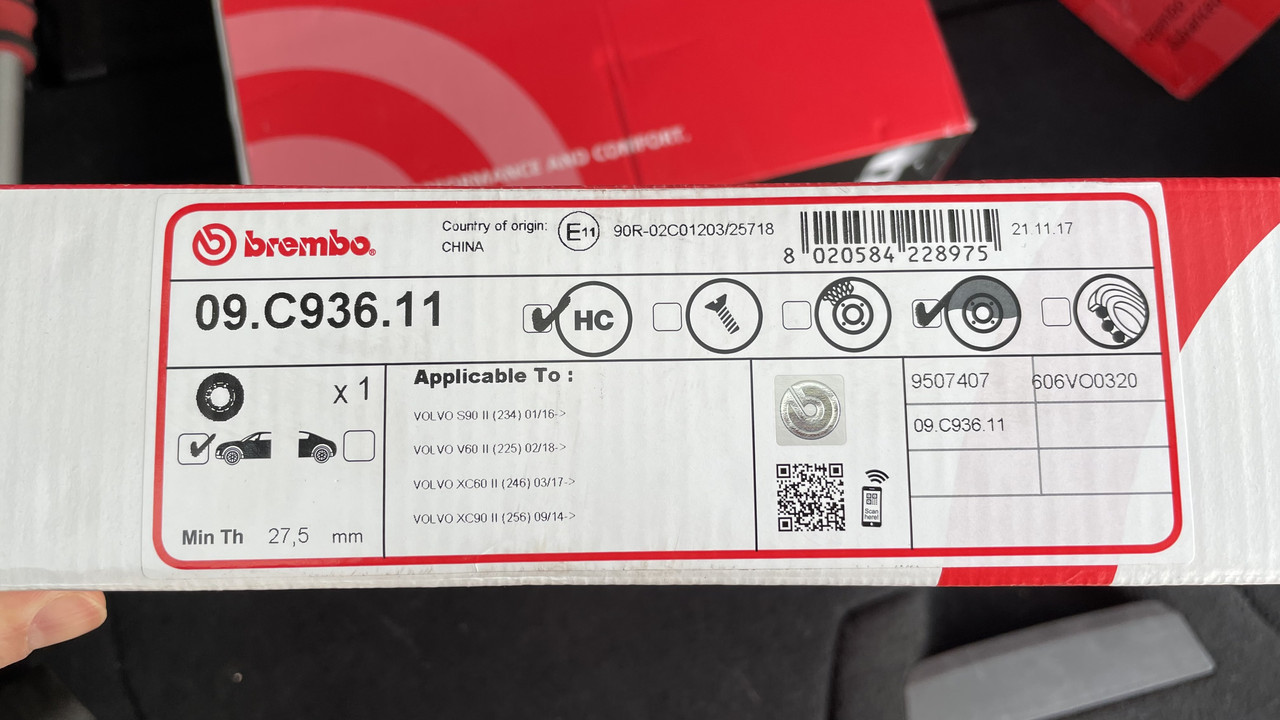 Brembo
Advanced
PERFORMANCE AND COMFORT.
brembo®
Country of origin:
CHINA
E11
90R-02C01203/25718
8 020584 228975
21.11.17
09.C936.11
HC
x 1
Min Th 27,5 mm
Applicable To :
VOLVO S90 II (234) 01/16->
VOLVO V60 II (225) 02/18->
VOLVO XC60 II (246) 03/17->
VOLVO XC90 II (256) 09/14->
Scan
here!
9507407 606VO0320
09.C936.11